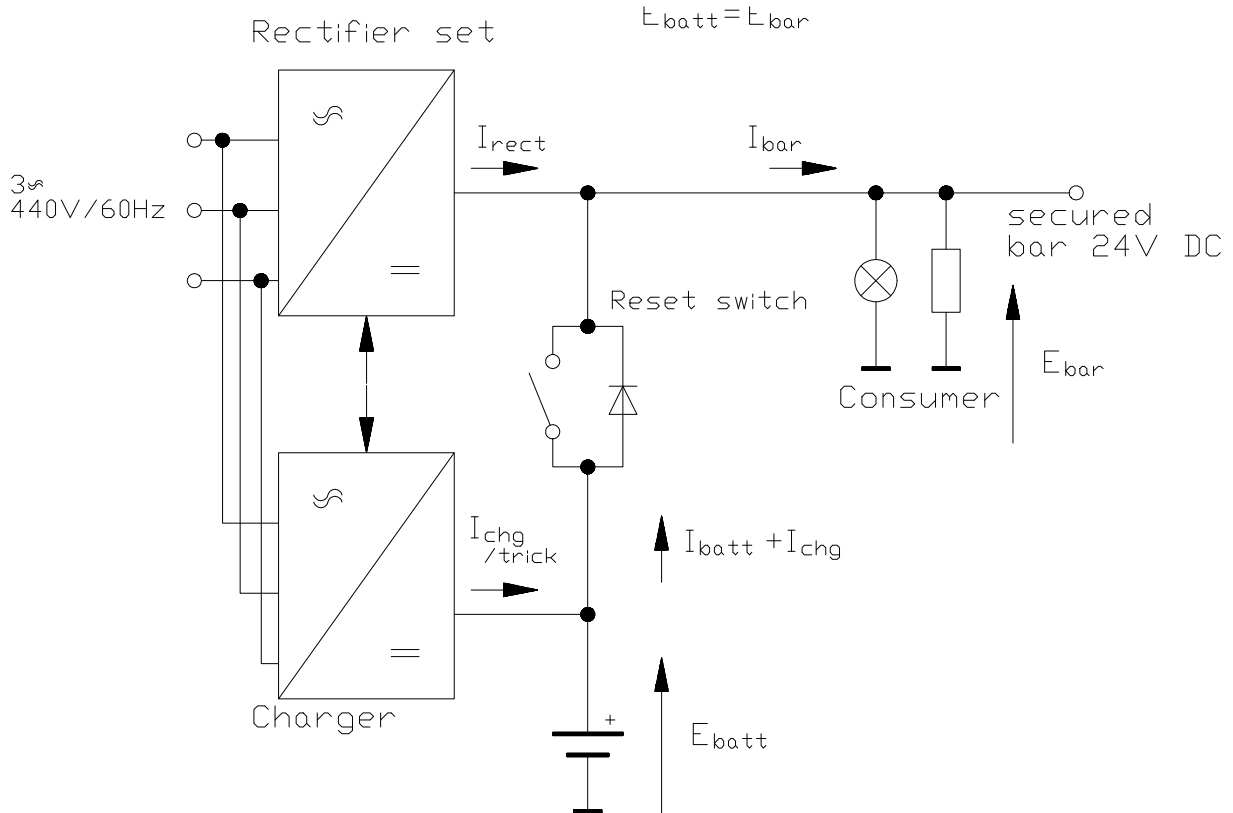 Ebatt=Ebar
Rectifier set
Irect
Ibar
3≈
440V/60Hz
secured
bar 24V DC
Reset switch
Ebar
Consumer
Ichg
/trick
Ibatt +Ichg
Charger
+
Ebatt